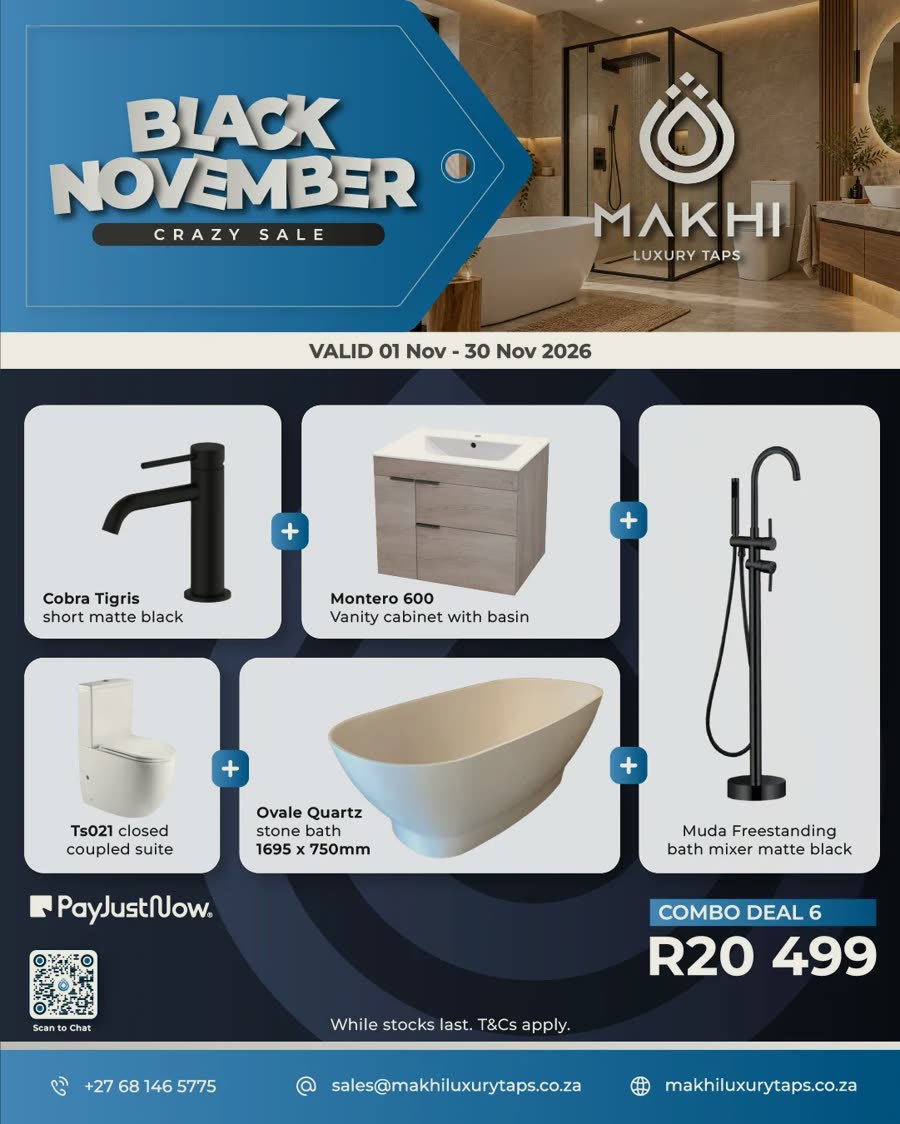 BLACK
NOVEMBER
CRAZY SALE
MAKHI
LUXURY TAPS
VALID 01 Nov - 30 Nov 2026
Cobra Tigris
short matte black
Montero 600
Vanity cabinet with basin
Ts021 closed
coupled suite
Ovale Quartz
stone bath
1695 x 750mm
Muda Freestanding
bath mixer matte black
PayJustNow.
COMBO DEAL 6
R20 499
Scan to Chat
While stocks last. T&Cs apply.
+27 68 146 5775
sales@makhiluxurytaps.co.za
makhiluxurytaps.co.za